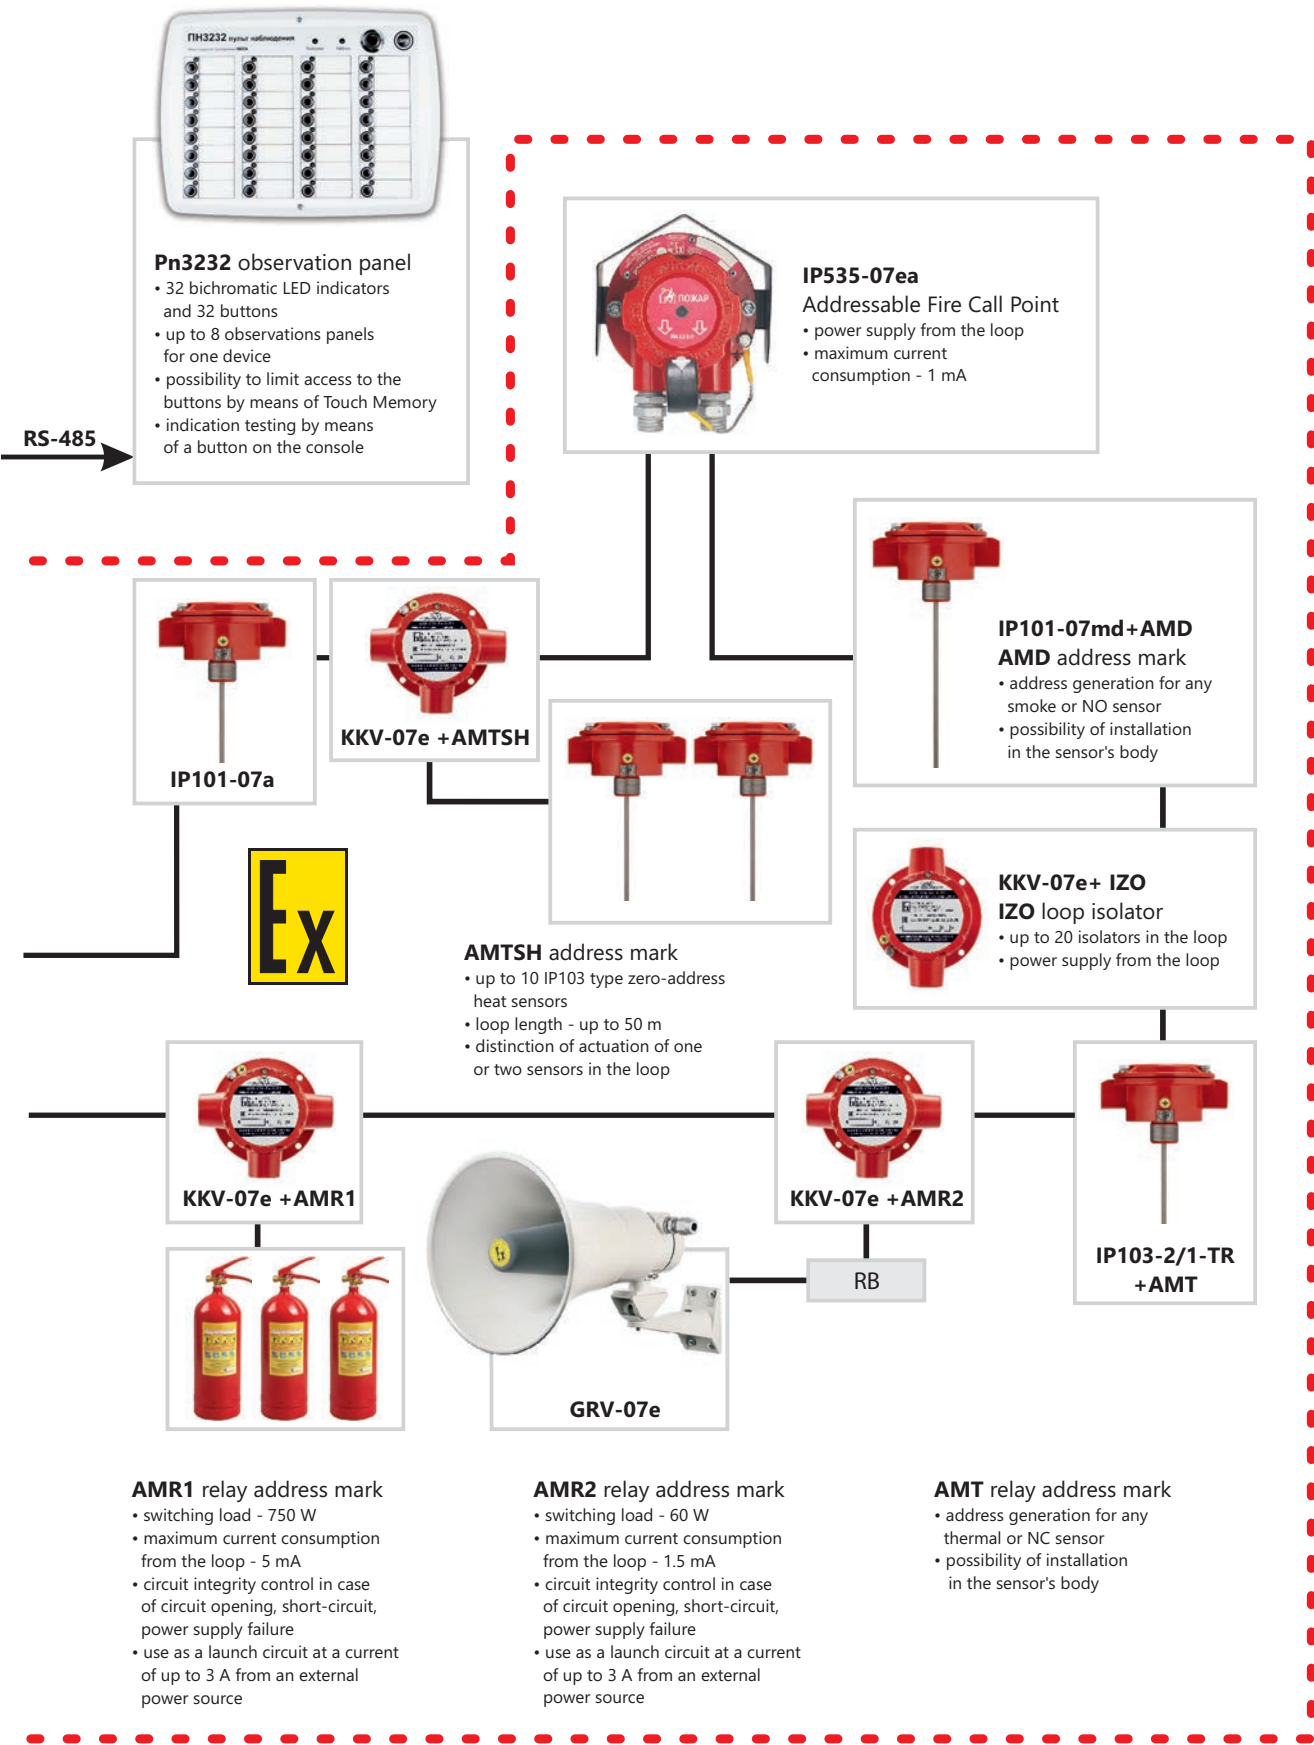 ПН3232 пульт наблюдения
Pn3232 observation panel
• 32 bichromatic LED indicators
and 32 buttons
• up to 8 observations panels
for one device
• possibility to limit access to the
buttons by means of Touch Memory
• indication testing by means
of a button on the console
RS-485
ПОЖАР
IP535-07ea
Addressable Fire Call Point
• power supply from the loop
• maximum current
consumption - 1 mA
IP101-07a
KKV-07e +AMTSH
IP101-07md+AMD
AMD address mark
• address generation for any
smoke or NO sensor
• possibility of installation
in the sensor's body
Ex
AMTSH address mark
• up to 10 IP103 type zero-address
heat sensors
• loop length - up to 50 m
• distinction of actuation of one
or two sensors in the loop
KKV-07e+ IZO
IZO loop isolator
• up to 20 isolators in the loop
• power supply from the loop
KKV-07e +AMR1
KKV-07e +AMR2
IP103-2/1-TR
+AMT
RB
Ex
GRV-07e
AMR1 relay address mark
• switching load - 750 W
• maximum current consumption
from the loop - 5 mA
• circuit integrity control in case
of circuit opening, short-circuit,
power supply failure
• use as a launch circuit at a current
of up to 3 A from an external
power source
AMR2 relay address mark
• switching load - 60 W
• maximum current consumption
from the loop - 1.5 mA
• circuit integrity control in case
of circuit opening, short-circuit,
power supply failure
• use as a launch circuit at a current
of up to 3 A from an external
power source
AMT relay address mark
• address generation for any
thermal or NC sensor
• possibility of installation
in the sensor's body